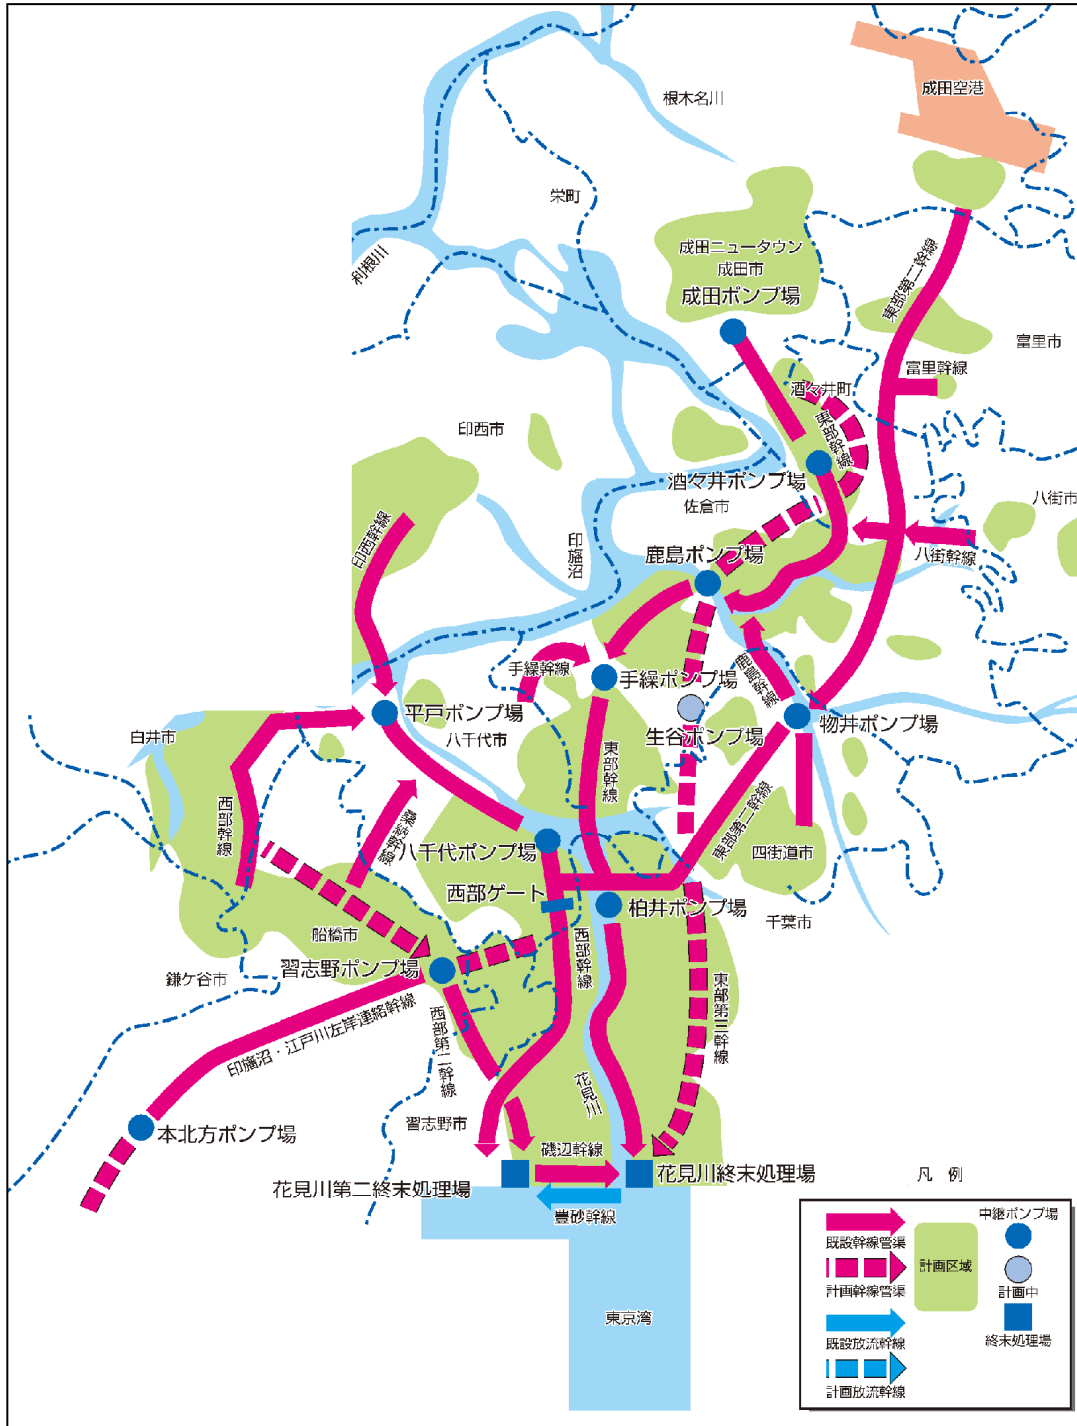 成田空港
根木名川
栄町
利根川
成田ニュータウン
成田市
成田ポンプ場
東部第二幹線
富里市
富里幹線
酒々井町
東部幹線
印西市
酒々井ポンプ場
佐倉市
八街市
八街幹線
印西幹線
印旛沼
鹿島ポンプ場
手繰幹線
手繰ポンプ場
鹿島幹線
平戸ポンプ場
八千代市
生谷ポンプ場
物井ポンプ場
白井市
西部幹線
東部幹線
東部第二幹線
桑納幹線
八千代ポンプ場
四街道市
西部ゲート
柏井ポンプ場
千葉市
船橋市
西部幹線
鎌ケ谷市
習志野ポンプ場
東部第三幹線
印旛沼・江戸川左岸連絡幹線
西部第二幹線
花見川
習志野市
本北方ポンプ場
磯辺幹線
花見川終末処理場
花見川第二終末処理場
豊砂幹線
東京湾
凡 例
既設幹線管渠
計画幹線管渠
既設放流幹線
計画放流幹線
計画区域
中継ポンプ場
計画中
終末処理場